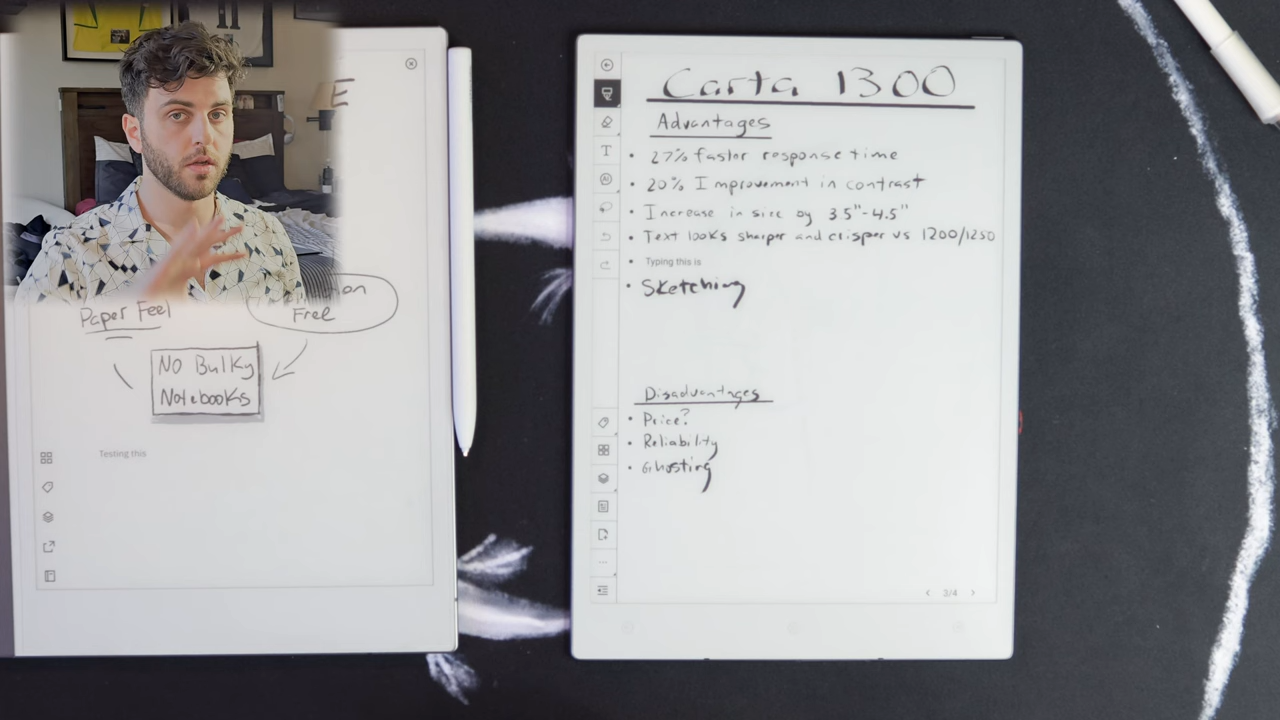 E
Paper Feel
Free
NO Bulky
Notebooks
Testing this
Carta 1300
Advantages
• 27% faster response time
• 20% Improvement in contrast
• Increase in size by 3.5"-4.5"
• Text looks sharper and crisper vs 1200/1250
• Typing this is
• Sketching
Disadvantages
• Price?
• Reliability
• Ghosting
T
AI
3/4